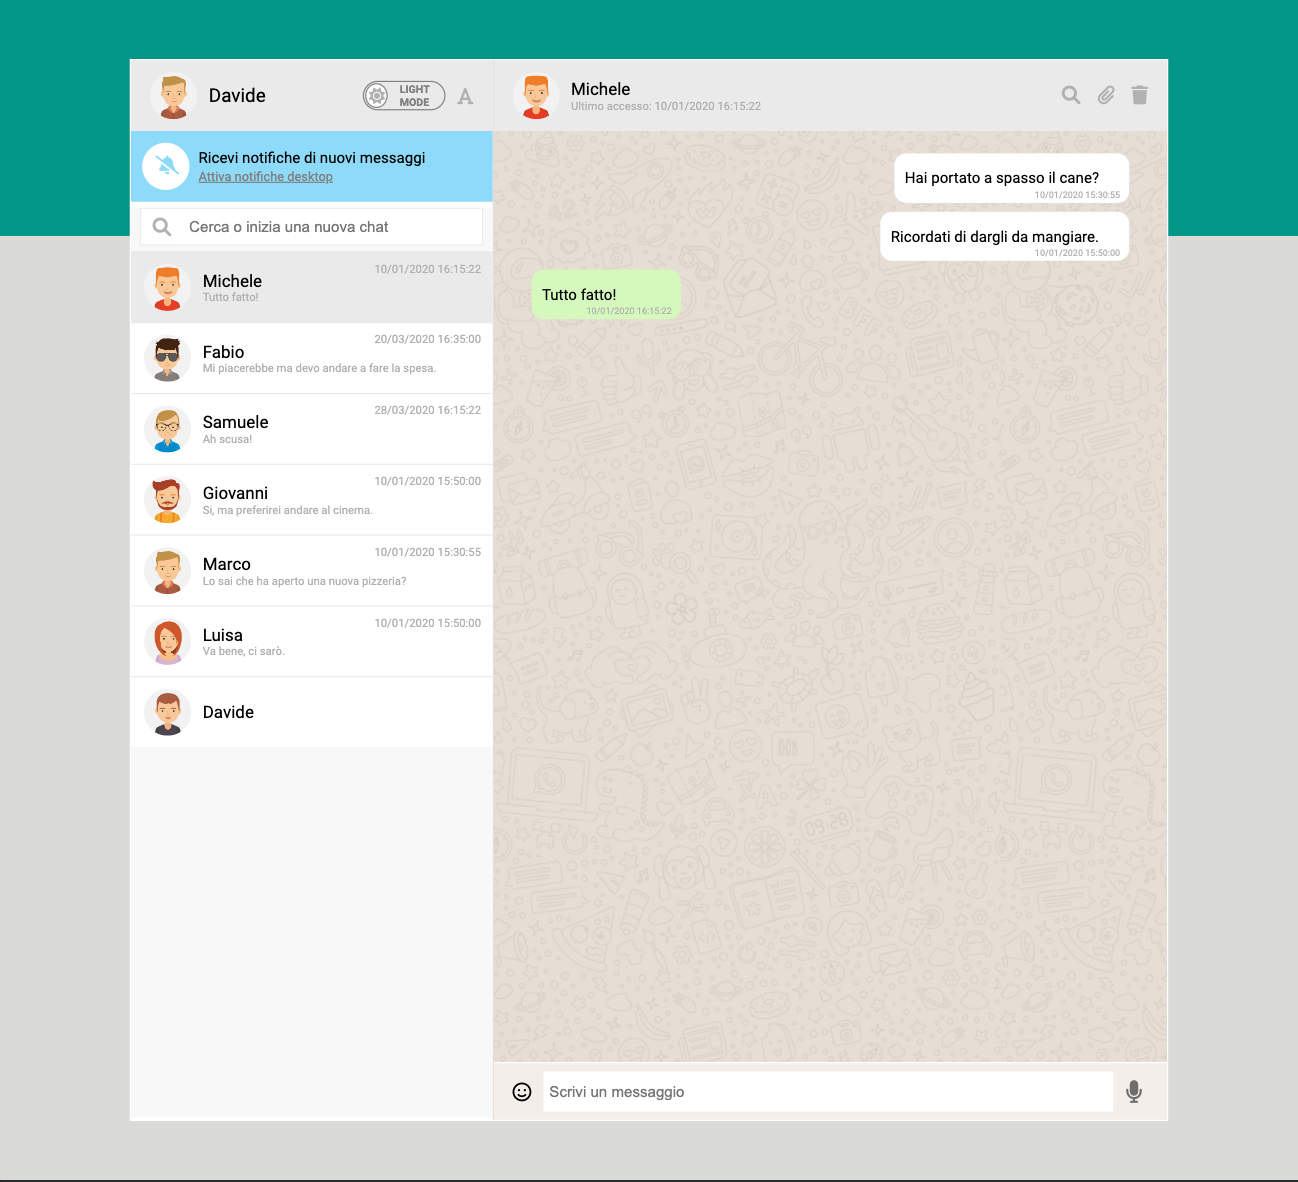 Davide
LIGHT
MODE
Ricevi notifiche di nuovi messaggi
Attiva notifiche desktop
Cerca o inizia una nuova chat
Michele
10/01/2020 16:15:22
Tutto fatto!
Fabio
20/03/2020 16:35:00
Mi piacerebbe ma devo andare a fare la spesa.
Samuele
28/03/2020 16:15:22
Ah scusa!
Giovanni
10/01/2020 15:50:00
Si, ma preferirei andare al cinema.
Marco
10/01/2020 15:30:55
Lo sai che ha aperto una nuova pizzeria?
Luisa
10/01/2020 15:50:00
Va bene, ci sarò.
Davide
Michele
Ultimo accesso: 10/01/2020 16:15:22
Hai portato a spasso il cane?
10/01/2020 15:30:55
Ricordati di dargli da mangiare.
10/01/2020 15:50:00
Tutto fatto!
10/01/2020 16:15:22
Hi
09:28
Scrivi un messaggio